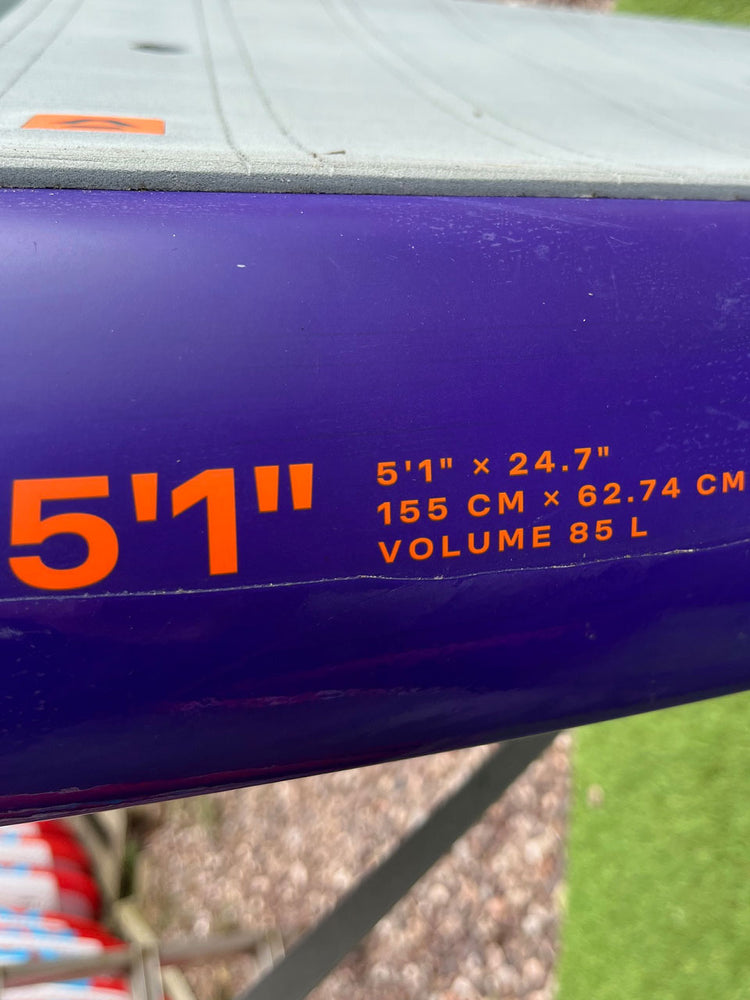 5'1"
5'1" × 24.7"
155 CM × 62.74 CM
VOLUME 85 L